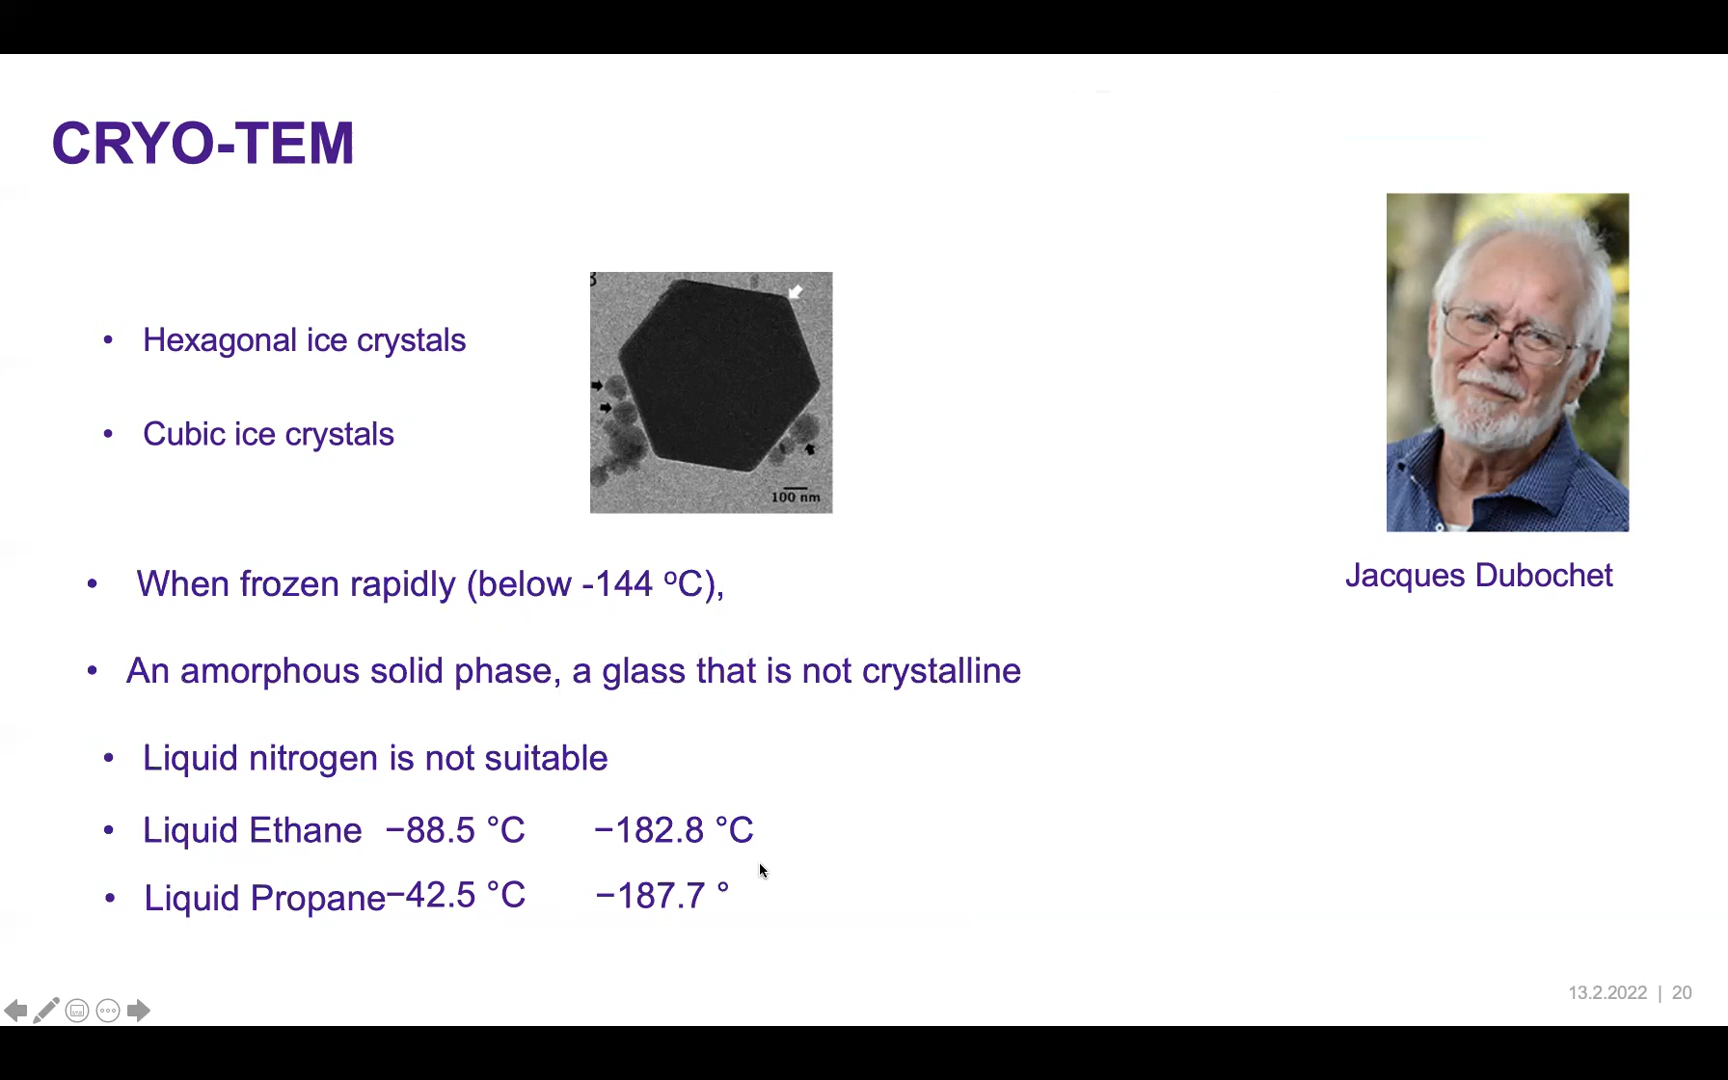 CRYO-TEM
• Hexagonal ice crystals
• Cubic ice crystals
100 nm
Jacques Dubochet
• When frozen rapidly (below -144 °C),
• An amorphous solid phase, a glass that is not crystalline
• Liquid nitrogen is not suitable
• Liquid Ethane −88.5 °C −182.8 °C
• Liquid Propane −42.5 °C −187.7 °
13.2.2022 | 20